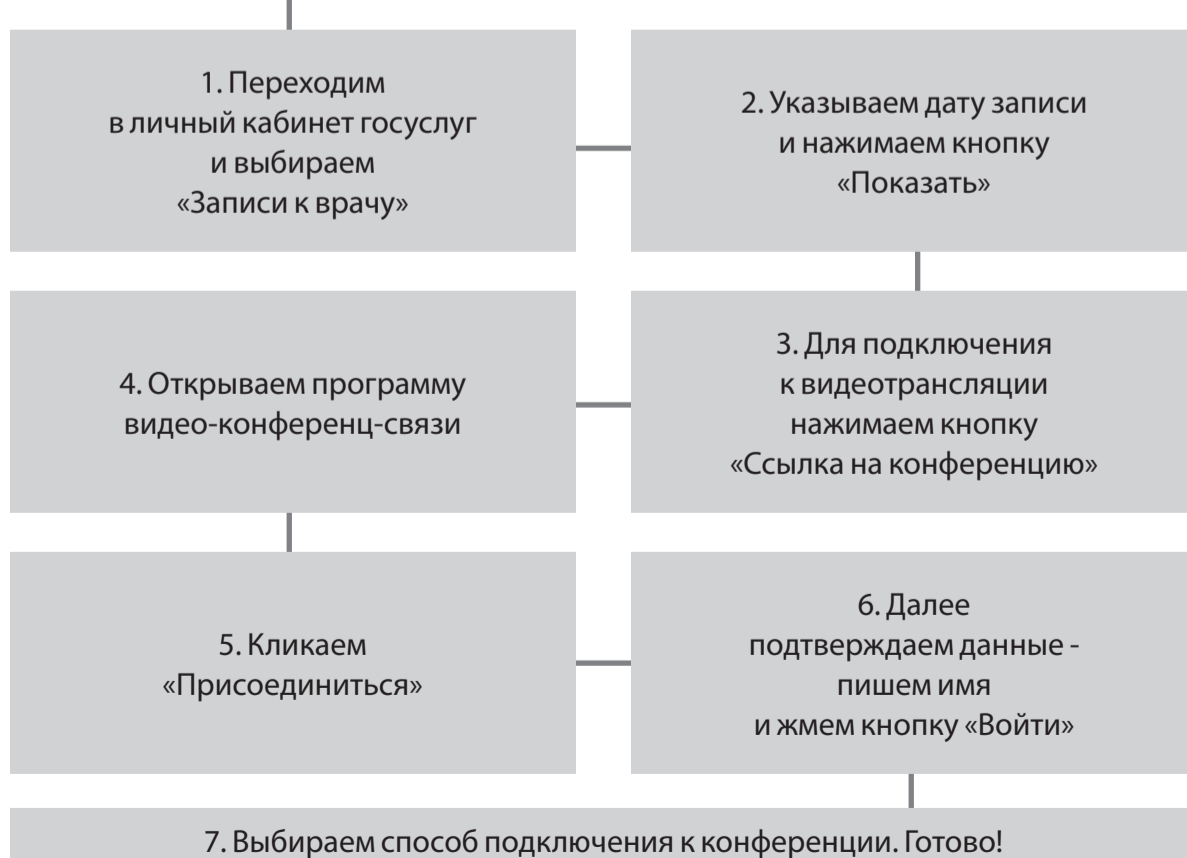 1. Переходим
в личный кабинет госуслуг
и выбираем
«Записи к врачу»
2. Указываем дату записи
и нажимаем кнопку
«Показать»
3. Для подключения
к видеотрансляции
нажимаем кнопку
«Ссылка на конференцию»
4. Открываем программу
видео-конференц-связи
5. Кликаем
«Присоединиться»
6. Далее
подтверждаем данные -
пишем имя
и жмем кнопку «Войти»
7. Выбираем способ подключения к конференции. Готово!